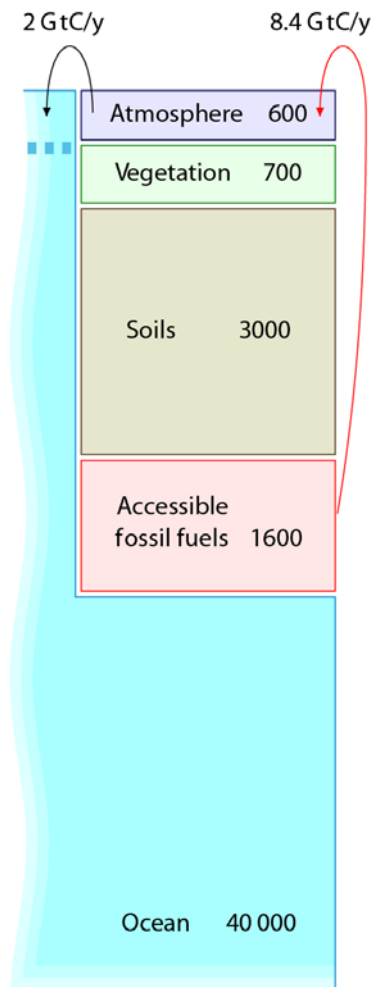 2 GtC/y 8.4 GtC/y
Atmosphere 600
Vegetation 700
Soils 3000
Accessible
fossil fuels 1600
Ocean 40 000